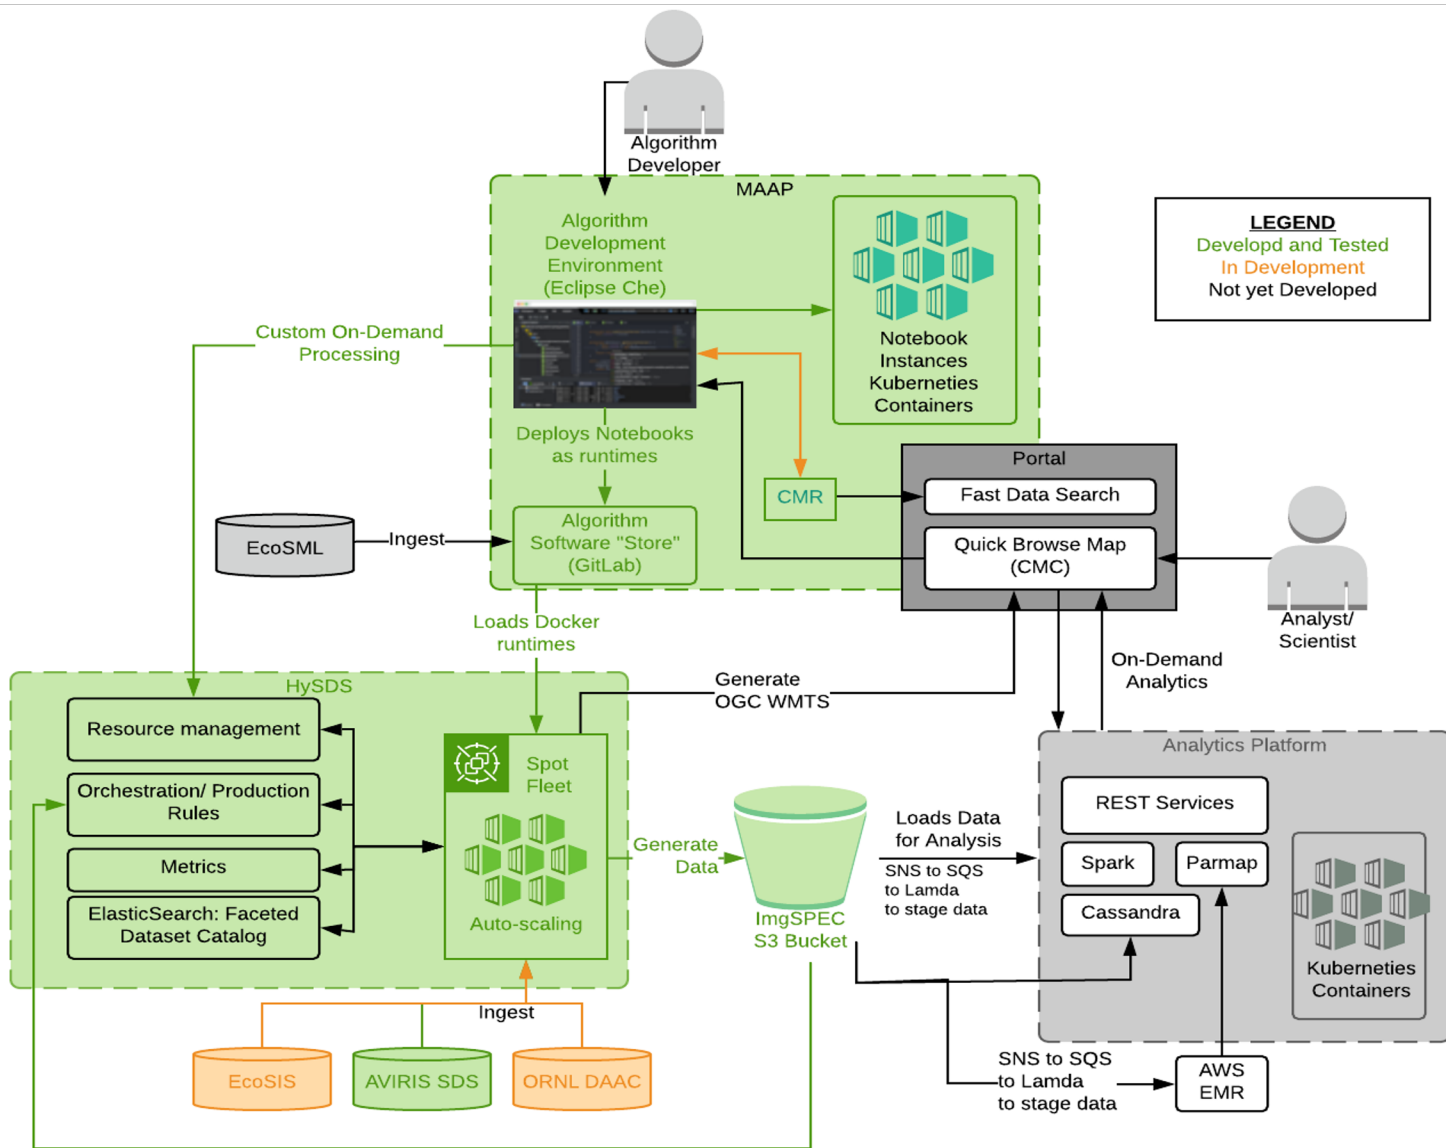 Algorithm
Developer
MAAP
Algorithm
Development
Environment
(Eclipse Che)
Notebook
Instances
Kuberneties
Containers
LEGEND
Developd and Tested
In Development
Not yet Developed
Custom On-Demand
Processing
Deploys Notebooks
as runtimes
CMR
Portal
Fast Data Search
Quick Browse Map
(CMC)
EcoSML
Ingest
Algorithm
Software "Store"
(GitLab)
Analyst/
Scientist
Loads Docker
runtimes
On-Demand
Analytics
Generate
OGC WMTS
HySDS
Resource management
Orchestration/ Production
Rules
Metrics
ElasticSearch: Faceted
Dataset Catalog
Spot
Fleet
Auto-scaling
Generate
Data
ImgSPEC
S3 Bucket
Loads Data
for Analysis
SNS to SQS
to Lamda
to stage data
Analytics Platform
REST Services
Spark
Parmap
Cassandra
Kuberneties
Containers
Ingest
EcoSIS
AVIRIS SDS
ORNL DAAC
SNS to SQS
to Lamda
to stage data
AWS
EMR